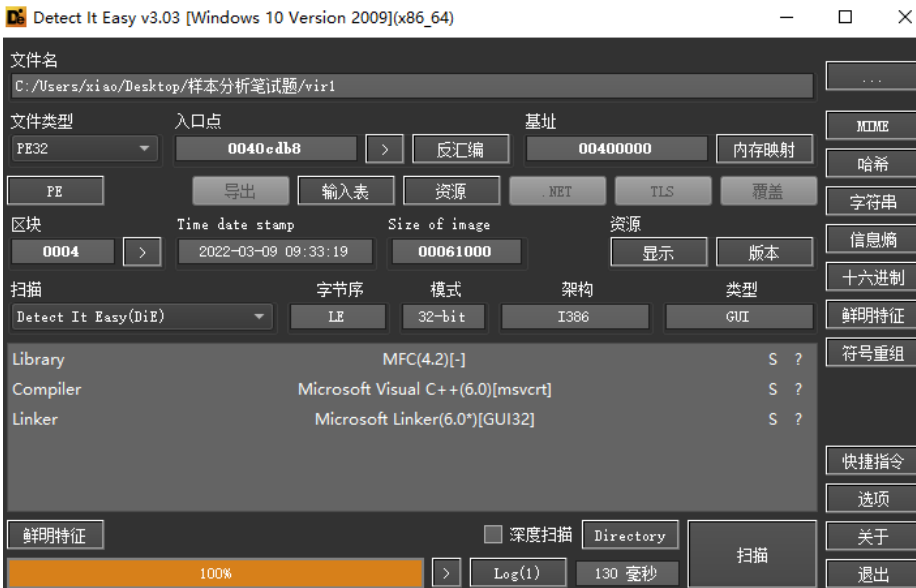 Detect It Easy v3.03 [Windows 10 Version 2009](x86_64)
文件名
C:/Users/xiao/Desktop/样本分析笔试题/vir1
...
文件类型 入口点 基址
PE32 0040cdb8 > 反汇编 00400000 内存映射
MIME
哈希
PE 导出 输入表 资源 .NET TLS 覆盖
字符串
区块 Time date stamp Size of image 资源
0004 > 2022-03-09 09:33:19 00061000 显示 版本
信息熵
十六进制
扫描 字节序 模式 架构 类型
Detect It Easy(DiE) LE 32-bit I386 GUI
鲜明特征
符号重组
Library MFC(4.2)[-] S ?
Compiler Microsoft Visual C++(6.0)[msvcrt] S ?
Linker Microsoft Linker(6.0*)[GUI32] S ?
快捷指令
选项
鲜明特征 深度扫描 Directory 扫描
关于
100% > Log(1) 130 毫秒
退出